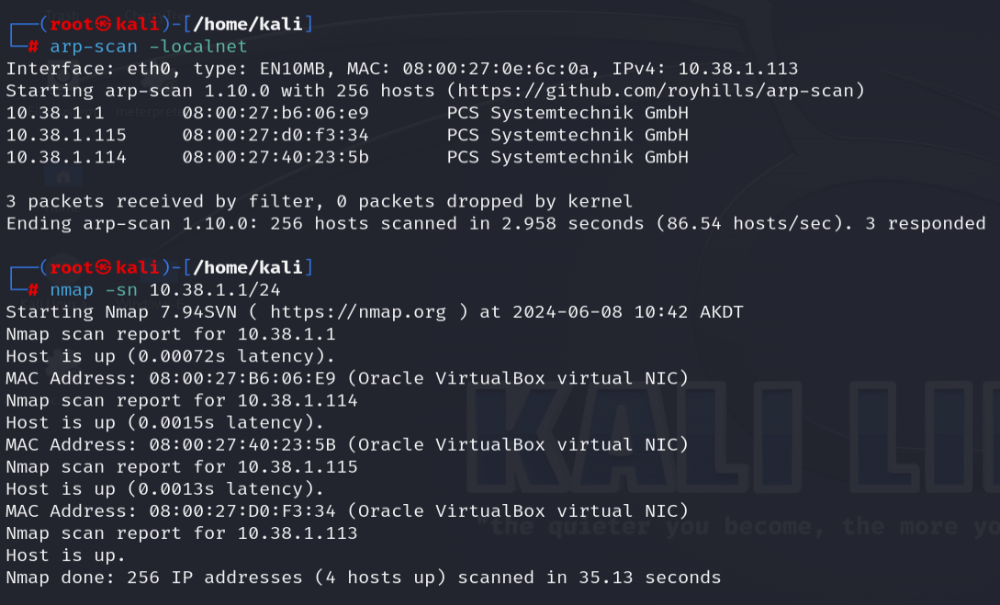 ┌──(root㉿kali)-[/home/kali]
└─# arp-scan -localnet
Interface: eth0, type: EN10MB, MAC: 08:00:27:0e:6c:0a, IPv4: 10.38.1.113
Starting arp-scan 1.10.0 with 256 hosts (https://github.com/royhills/arp-scan)
10.38.1.1       08:00:27:b6:06:e9       PCS Systemtechnik GmbH
10.38.1.115     08:00:27:d0:f3:34       PCS Systemtechnik GmbH
10.38.1.114     08:00:27:40:23:5b       PCS Systemtechnik GmbH

3 packets received by filter, 0 packets dropped by kernel
Ending arp-scan 1.10.0: 256 hosts scanned in 2.958 seconds (86.54 hosts/sec). 3 responded

┌──(root㉿kali)-[/home/kali]
└─# nmap -sn 10.38.1.1/24
Starting Nmap 7.94SVN ( https://nmap.org ) at 2024-06-08 10:42 AKDT
Nmap scan report for 10.38.1.1
Host is up (0.00072s latency).
MAC Address: 08:00:27:B6:06:E9 (Oracle VirtualBox virtual NIC)
Nmap scan report for 10.38.1.114
Host is up (0.0015s latency).
MAC Address: 08:00:27:40:23:5B (Oracle VirtualBox virtual NIC)
Nmap scan report for 10.38.1.115
Host is up (0.0013s latency).
MAC Address: 08:00:27:D0:F3:34 (Oracle VirtualBox virtual NIC)
Nmap scan report for 10.38.1.113
Host is up.
Nmap done: 256 IP addresses (4 hosts up) scanned in 35.13 seconds
KALI LI
"the quieter you become, the more yo